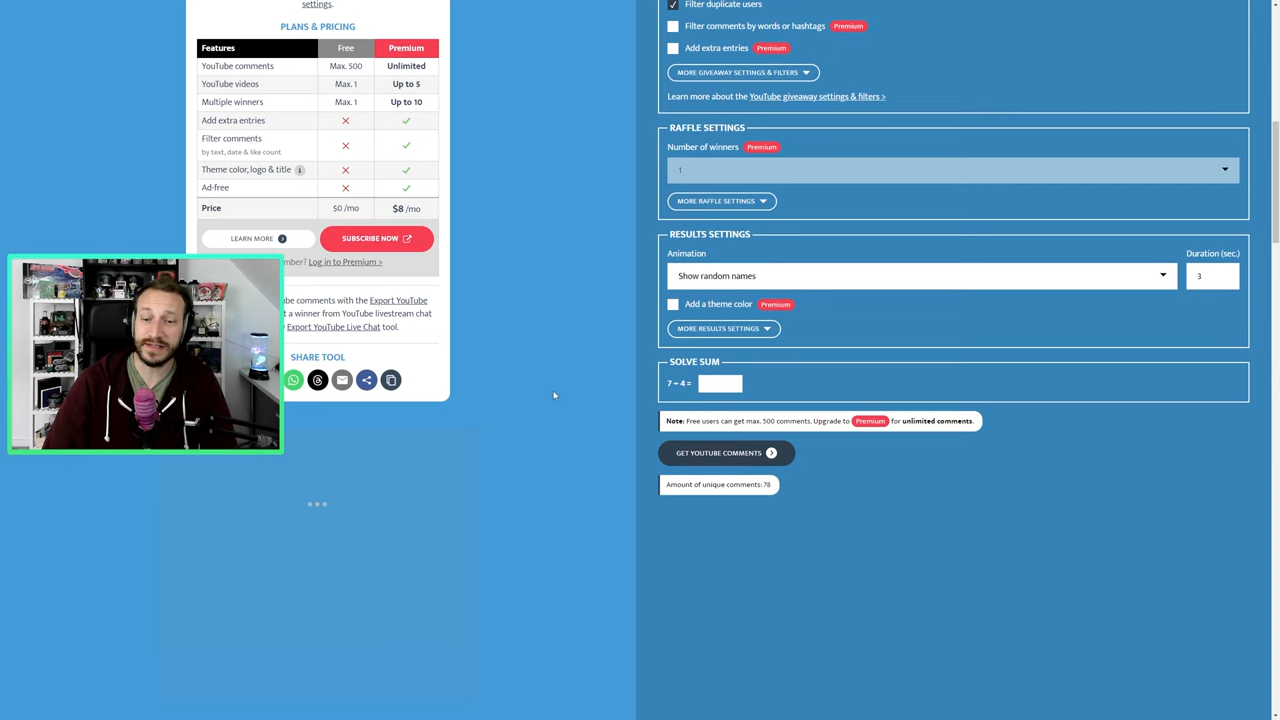 settings.
PLANS & PRICING
Features Free Premium
YouTube comments Max. 500 Unlimited
YouTube videos Max. 1 Up to 5
Multiple winners Max. 1 Up to 10
Add extra entries
Filter comments
by text, date & like count
Theme color, logo & title i
Ad-free
Price $0 /mo $8 /mo
LEARN MORE SUBSCRIBE NOW
mber? Log in to Premium >
be comments with the Export YouTube
t a winner from YouTube livestream chat
Export YouTube Live Chat tool.
SHARE TOOL
Filter duplicate users
Filter comments by words or hashtags Premium
Add extra entries Premium
MORE GIVEAWAY SETTINGS & FILTERS
Learn more about the YouTube giveaway settings & filters >
RAFFLE SETTINGS
Number of winners Premium
1
MORE RAFFLE SETTINGS
RESULTS SETTINGS
Animation Duration (sec.)
Show random names 3
Add a theme color Premium
MORE RESULTS SETTINGS
SOLVE SUM
7 + 4 =
Note: Free users can get max. 500 comments. Upgrade to Premium for unlimited comments.
GET YOUTUBE COMMENTS
Amount of unique comments: 78